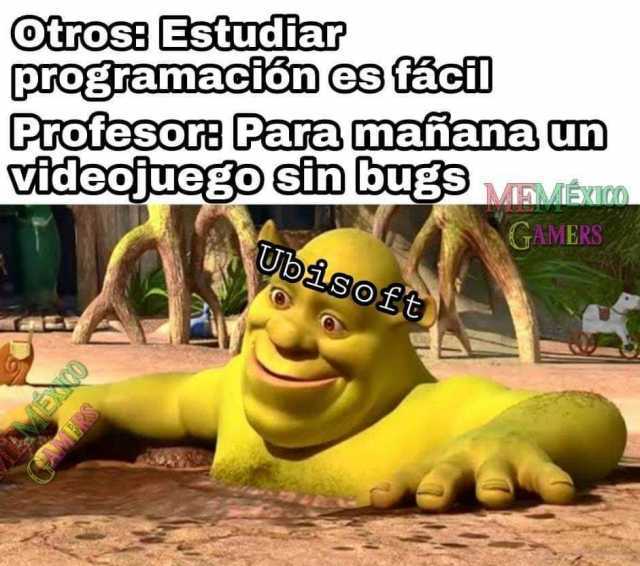 Otros: Estudiar
programación es fácil
Profesor: Para mañana un
videojuego sin bugs
MEMÉXICO
GAMERS
Ubisoft
MEMÉXICO
GAMERS